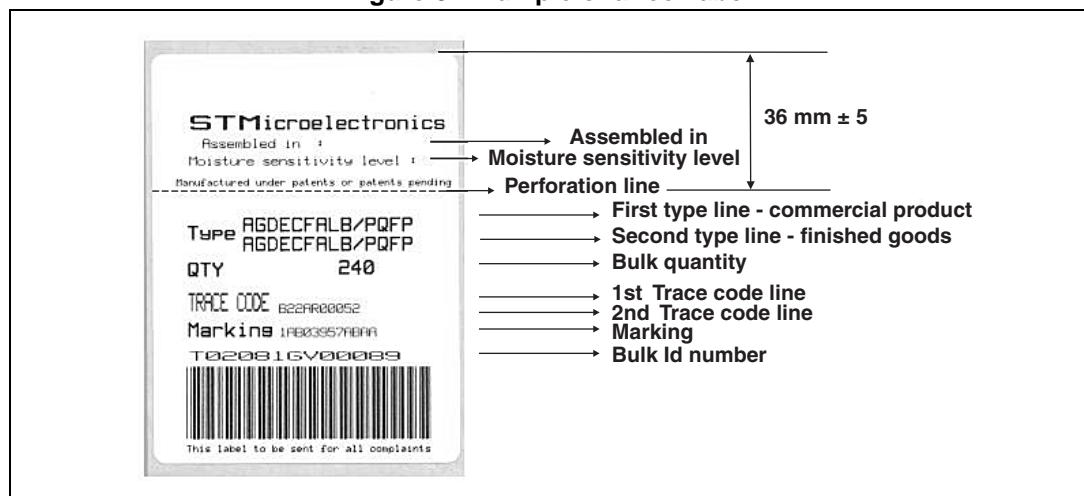 STMicroelectronics
Assembled in :
Moisture sensitivity level :
Manufactured under patents or patents pending
Type AGDECFALB/PQFP
AGDECFALB/PQFP
QTY 240
TRACE CODE B22AR00052
Marking 1AB03957ABAA
T02081GV00089
This label to be sent for all complaints
36 mm ± 5
Assembled in
Moisture sensitivity level
Perforation line
First type line - commercial product
Second type line - finished goods
Bulk quantity
1st Trace code line
2nd Trace code line
Marking
Bulk Id number